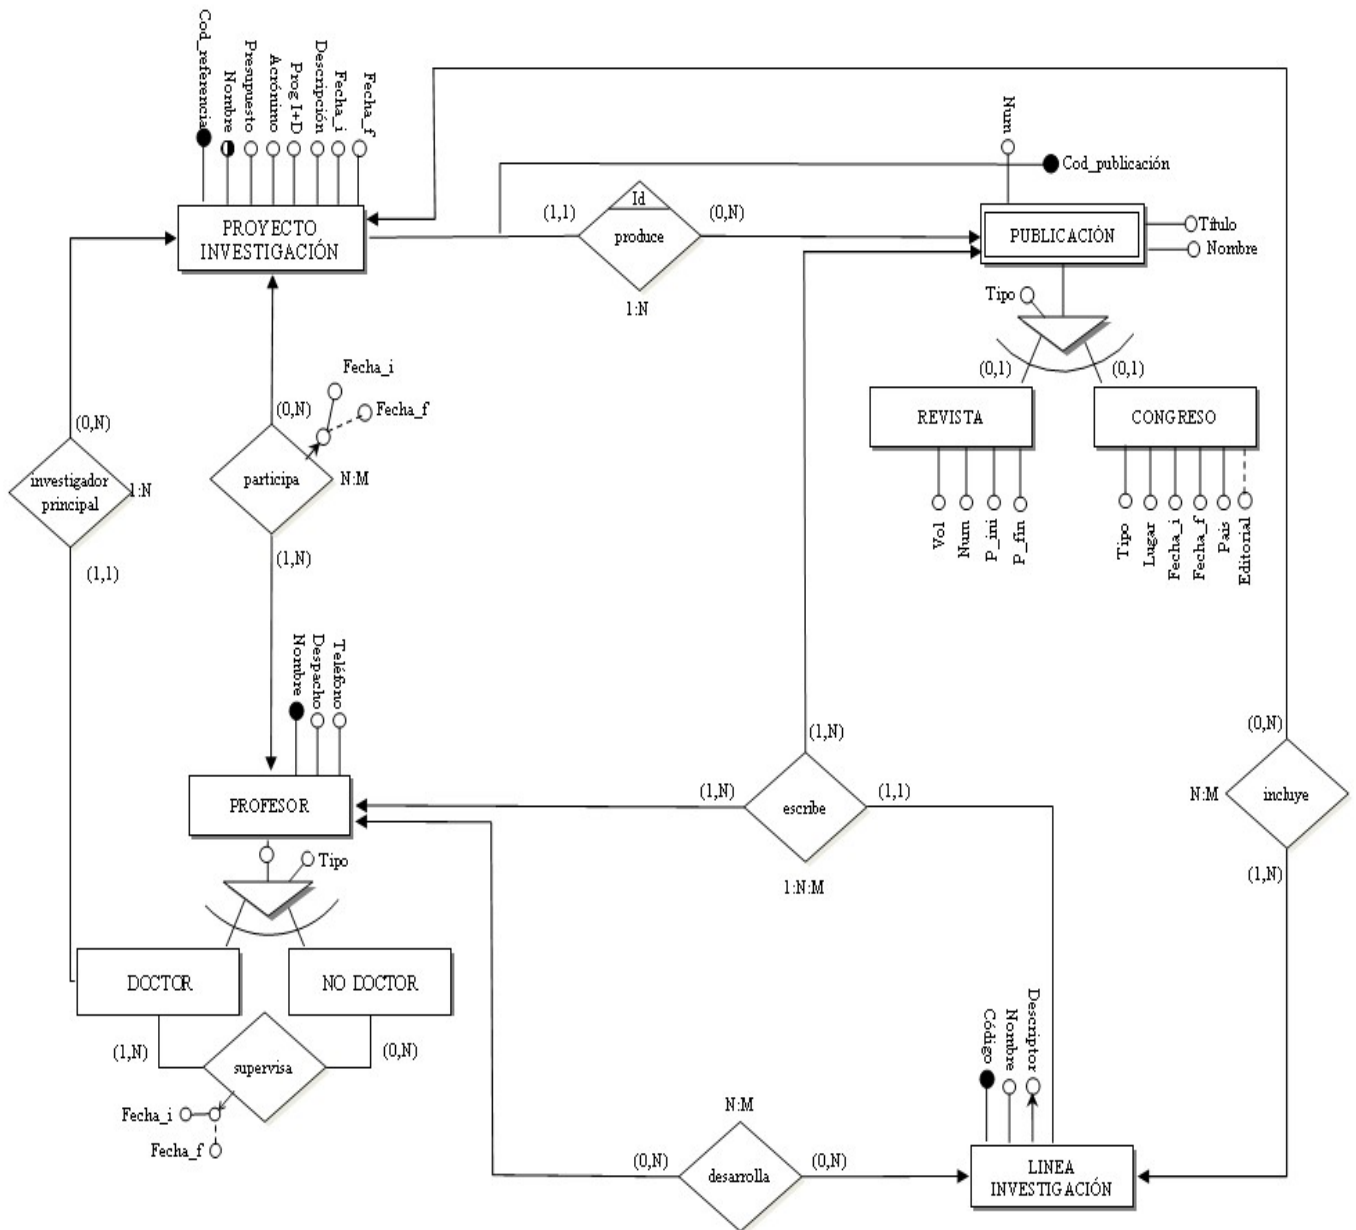 Cod_referencia
Nombre
Presupuesto
Acrónimo
Prog I+D
Descripción
Fecha_i
Fecha_f
PROYECTO
INVESTIGACIÓN
(1,1)
Id
produce
(0,N)
1:N
Num
Cod_publicación
PUBLICACIÓN
Título
Nombre
Tipo
(0,1)
(0,1)
REVISTA
CONGRESO
Vol
Num
P_ini
P_fin
Tipo
Lugar
Fecha_i
Fecha_f
Pais
Editorial
Fecha_i
Fecha_f
(0,N)
participa
N:M
(1,N)
(0,N)
investigador
principal
1:N
(1,1)
Nombre
Despacho
Teléfono
PROFESOR
Tipo
DOCTOR
NO DOCTOR
(1,N)
supervisa
(0,N)
Fecha_i
Fecha_f
(1,N)
(1,N)
escribe
(1,1)
1:N:M
(0,N)
N:M
incluye
(1,N)
Código
Nombre
Descriptor
N:M
(0,N)
desarrolla
(0,N)
LINEA
INVESTIGACIÓN